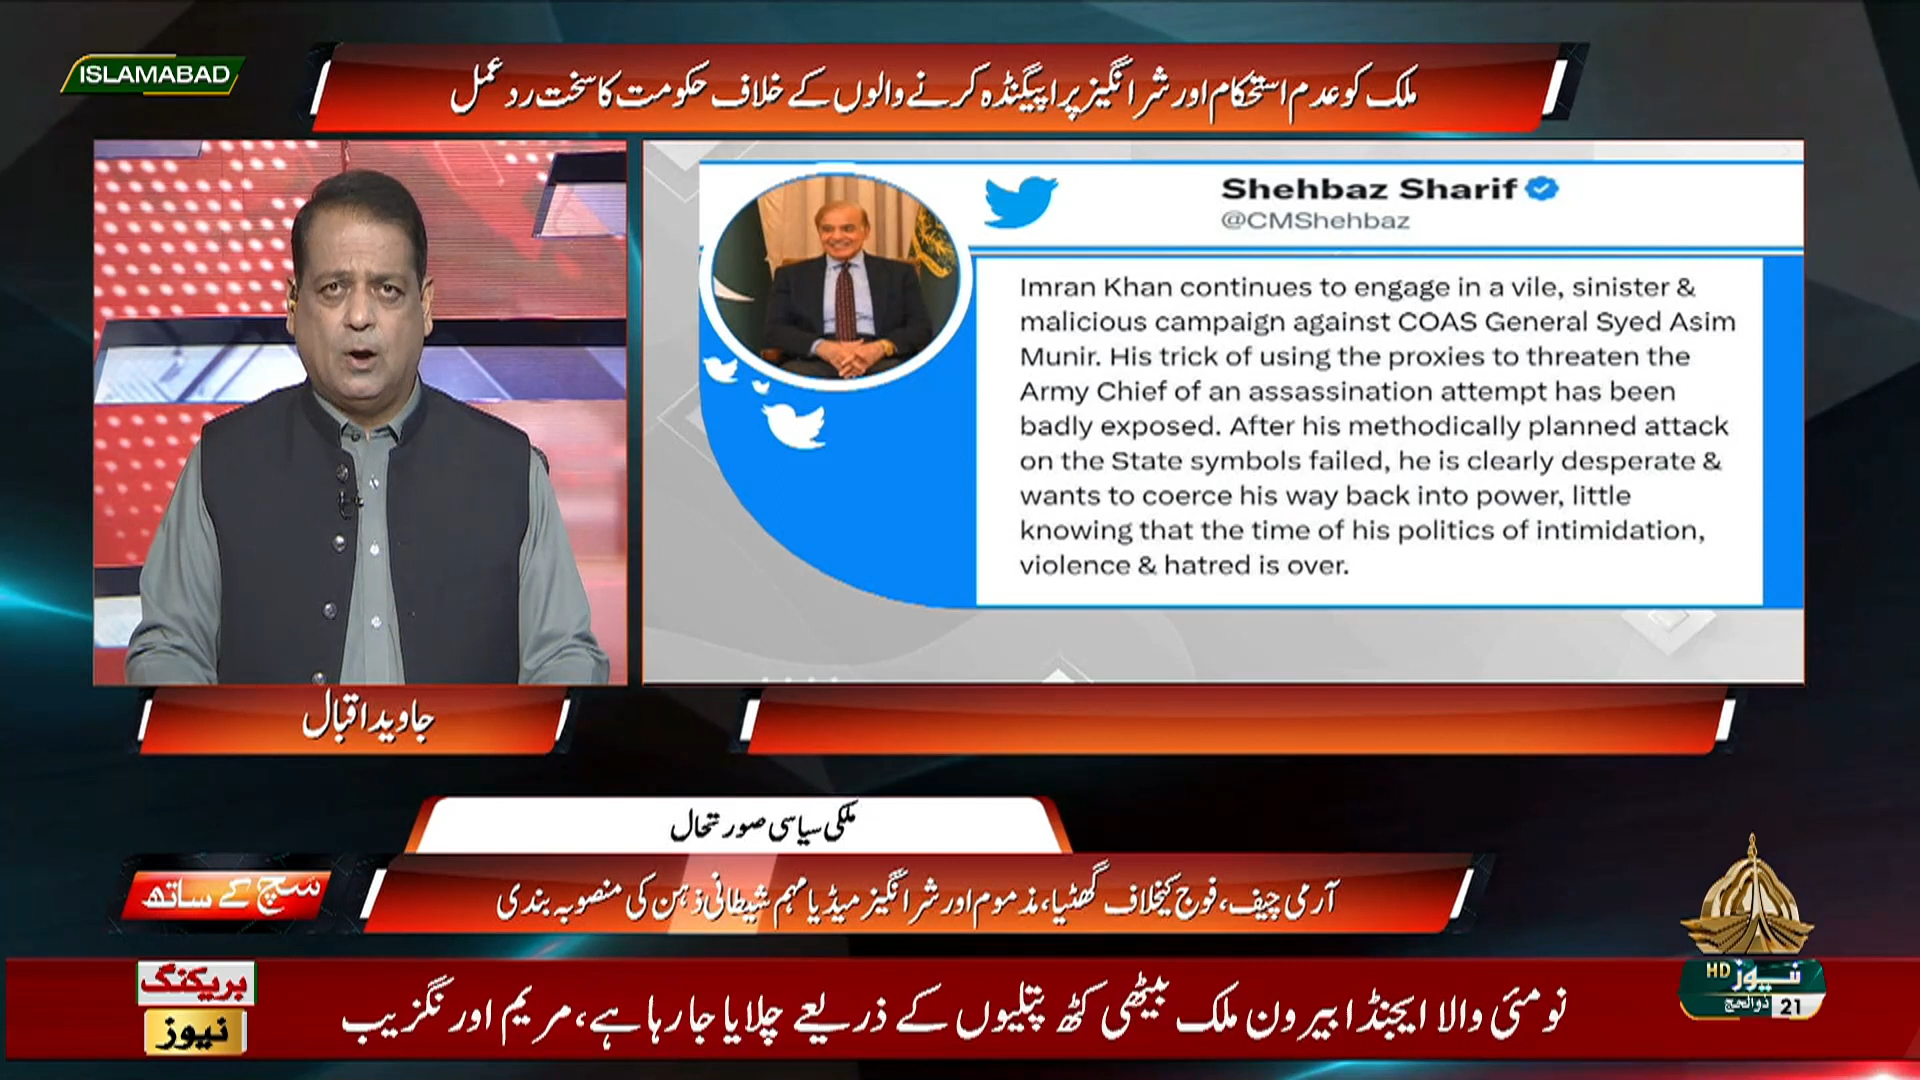 ISLAMABAD
ملک کو عدم استحکام اور شر انگیز پراپیگنڈہ کرنے والوں کے خلاف حکومت کا سخت رد عمل
Shehbaz Sharif
@CMShehbaz
Imran Khan continues to engage in a vile, sinister &
malicious campaign against COAS General Syed Asim
Munir. His trick of using the proxies to threaten the
Army Chief of an assassination attempt has been
badly exposed. After his methodically planned attack
on the State symbols failed, he is clearly desperate &
wants to coerce his way back into power, little
knowing that the time of his politics of intimidation,
violence & hatred is over.
جاوید اقبال
ملکی سیاسی صورتحال
سچ کے ساتھ
آرمی چیف، فوج کیخلاف گھٹیا، مذموم اور شر انگیز میڈیا مہم شیطانی ذہن کی منصوبہ بندی
نیوز HD
21 ذوالحج
بریکنگ
نیوز
نو مئی والا ایجنڈا بیرون ملک بیٹھی کٹھ پتلیوں کے ذریعے چلایا جا رہا ہے، مریم اورنگزیب